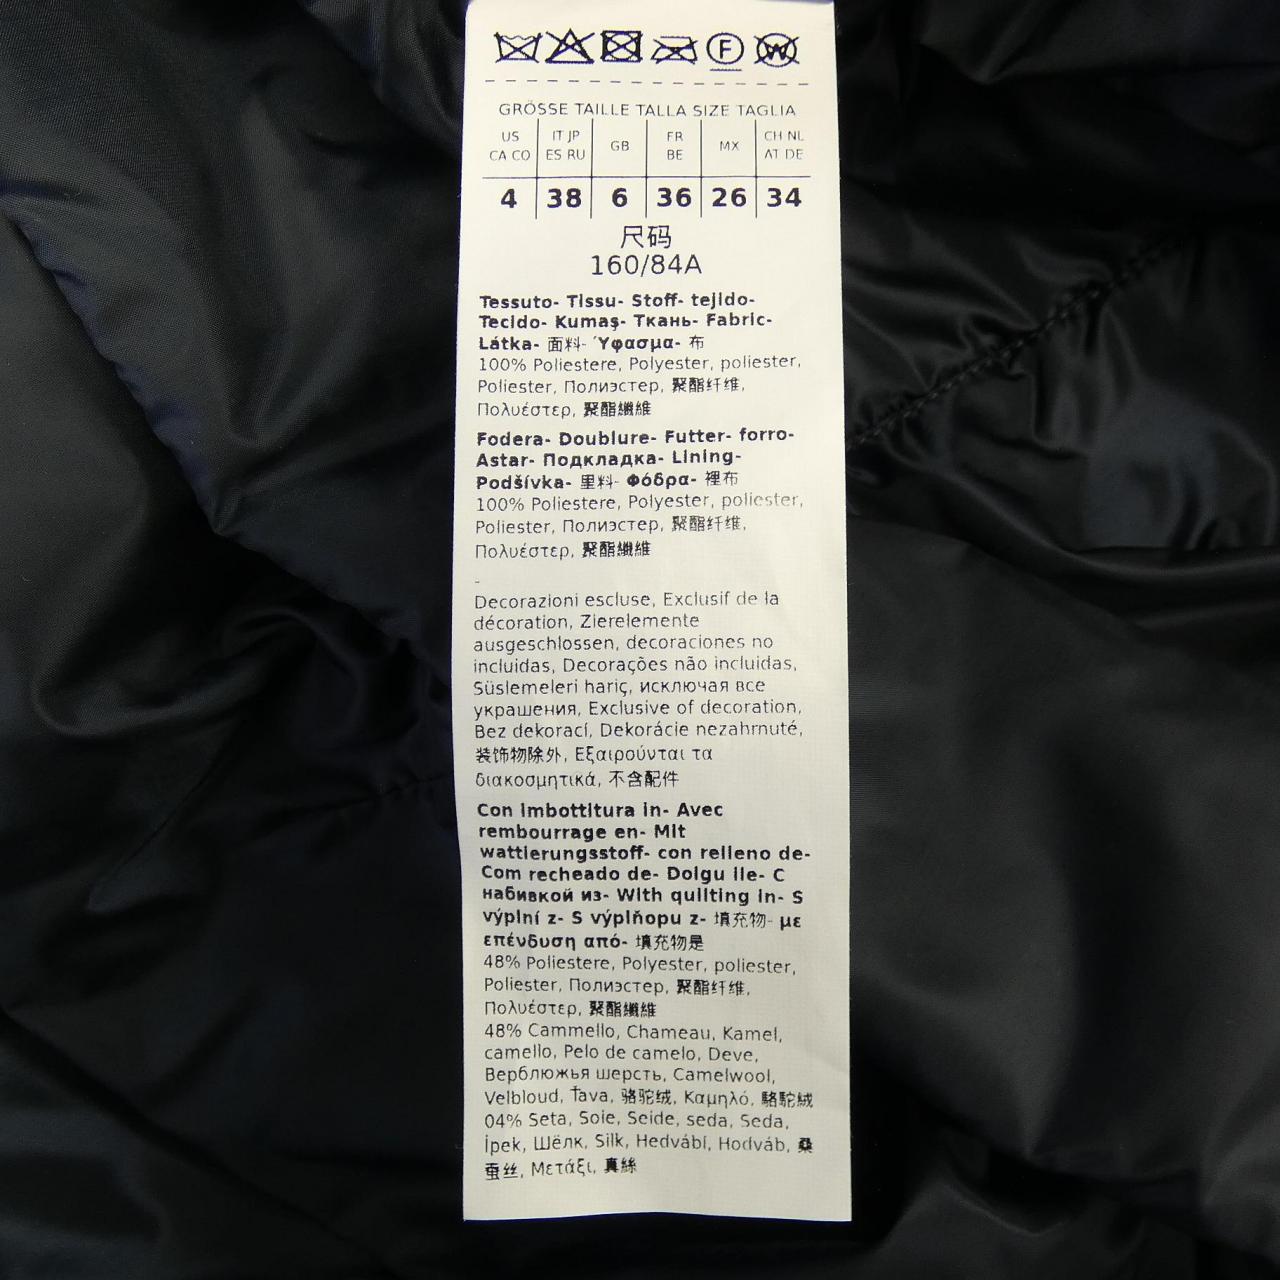 F W
GRÖSSE TAILLE TALLA SIZE TAGLIA
US IT JP GB FR MX CH NL
CA CO ES RU BE AT DE
4 38 6 36 26 34
尺码
160/84A
Tessuto- Tissu- Stoff- tejido-
Tecido- Kumaş- Ткань- Fabric-
Látka- 面料- Ύφασμα- 布
100% Poliestere, Polyester, poliester,
Poliester, Полиэстер, 聚酯纤维,
Πολυέστερ, 聚酯纖維
Fodera- Doublure- Futter- forro-
Astar- Подкладка- Lining-
Podšívka- 里料- Φόδρα- 裡布
100% Poliestere, Polyester, poliester,
Poliester, Полиэстер, 聚酯纤维,
Πολυέστερ, 聚酯纖維
-
Decorazioni escluse, Exclusif de la
décoration, Zierelemente
ausgeschlossen, decoraciones no
incluidas, Decorações não incluidas,
Süslemeleri hariç, исключая все
украшения, Exclusive of decoration,
Bez dekorací, Dekorácie nezahrnuté,
装饰物除外, Εξαιρούνται τα
διακοσμητικά, 不含配件
Con imbottitura in- Avec
rembourrage en- Mit
wattierungsstoff- con relleno de-
Com recheado de- Dolgu ile- С
набивкой из- With quilting in- S
výplní z- S výplňopu z- 填充物- με
επένδυση από- 填充物是
48% Poliestere, Polyester, poliester,
Poliester, Полиэстер, 聚酯纤维,
Πολυέστερ, 聚酯纖維
48% Cammello, Chameau, Kamel,
camello, Pelo de camelo, Deve,
Верблюжья шерсть, Camelwool,
Velbloud, Ťava, 骆驼绒, Καμηλό, 駱駝絨
04% Seta, Soie, Seide, seda, Seda,
İpek, Шёлк, Silk, Hedvábí, Hodváb, 桑
蚕丝, Μετάξι, 真絲